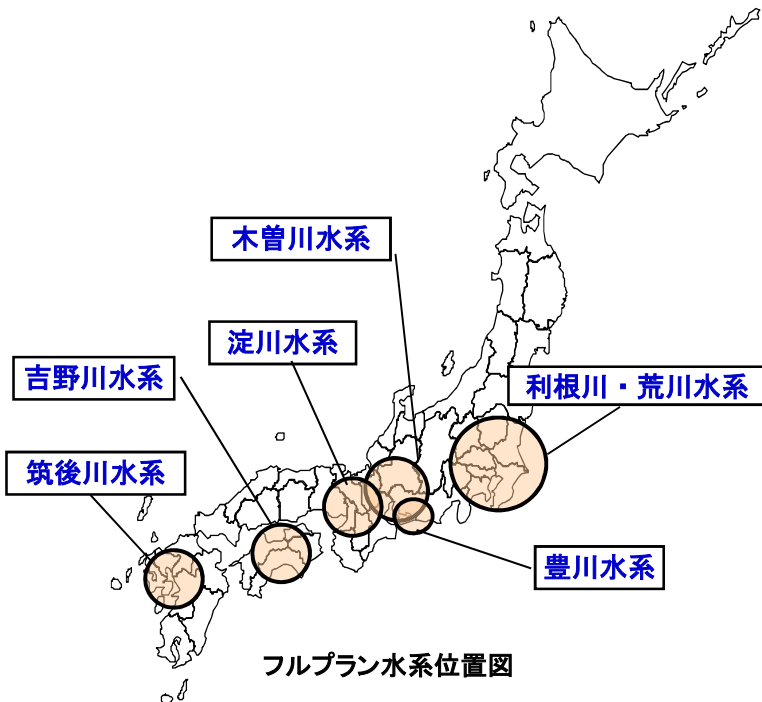 木曽川水系
淀川水系
吉野川水系
利根川・荒川水系
筑後川水系
豊川水系
フルプラン水系位置図